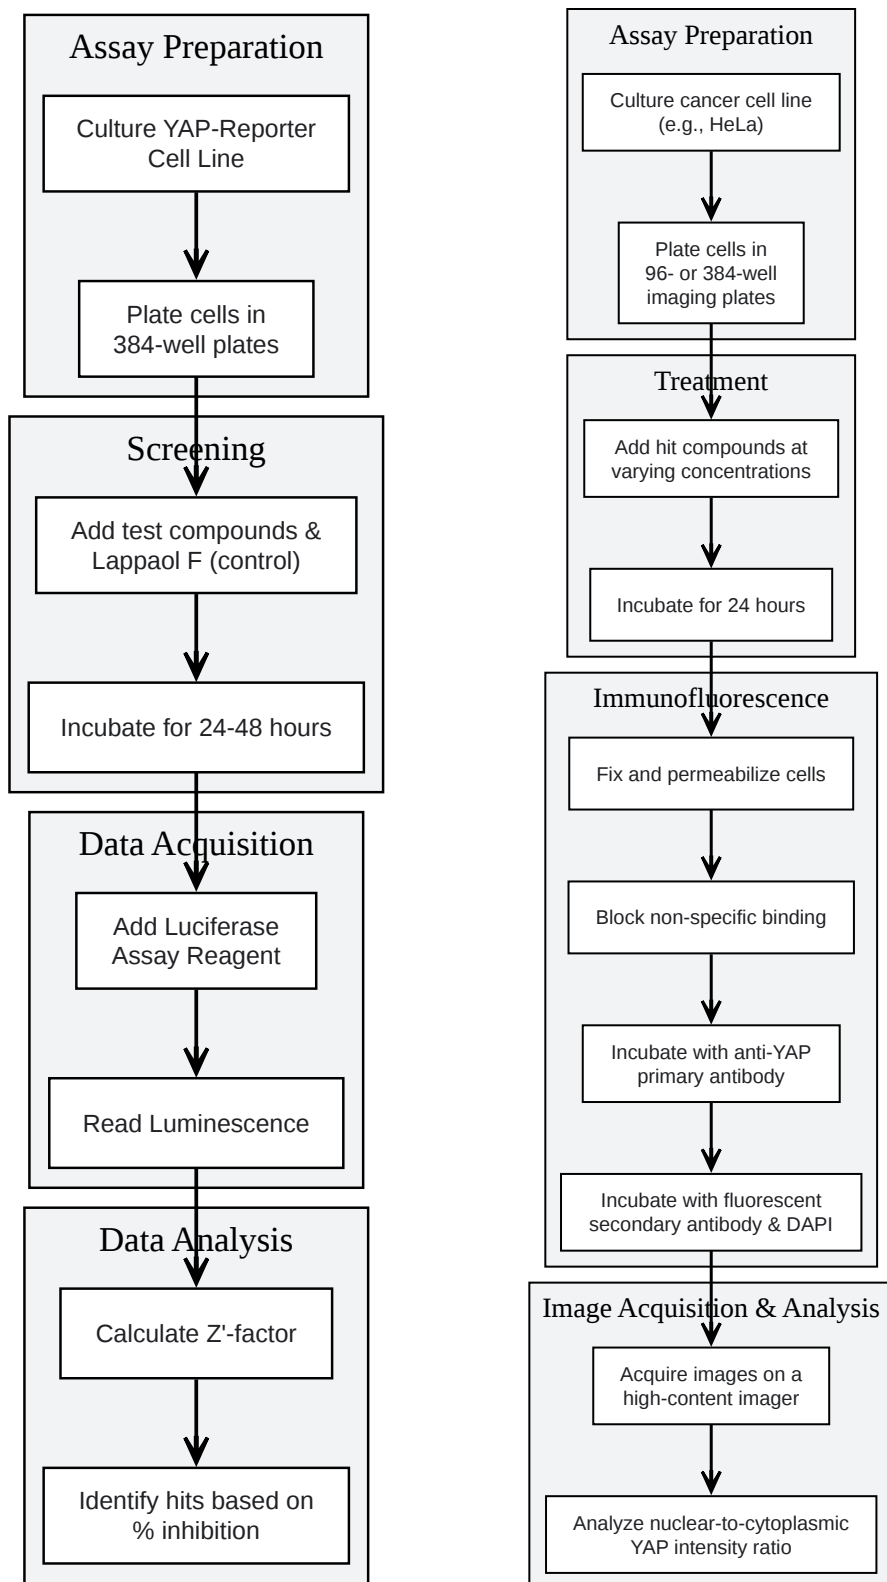 Assay Preparation
Culture YAP-Reporter
Cell Line
Plate cells in
384-well plates
Screening
Add test compounds &
Lappaol F (control)
Incubate for 24-48 hours
Data Acquisition
Add Luciferase
Assay Reagent
Read Luminescence
Data Analysis
Calculate Z'-factor
Identify hits based on
% inhibition
Assay Preparation
Culture cancer cell line
(e.g., HeLa)
Plate cells in
96- or 384-well
imaging plates
Treatment
Add hit compounds at
varying concentrations
Incubate for 24 hours
Immunofluorescence
Fix and permeabilize cells
Block non-specific binding
Incubate with anti-YAP
primary antibody
Incubate with fluorescent
secondary antibody & DAPI
Image Acquisition & Analysis
Acquire images on a
high-content imager
Analyze nuclear-to-cytoplasmic
YAP intensity ratio